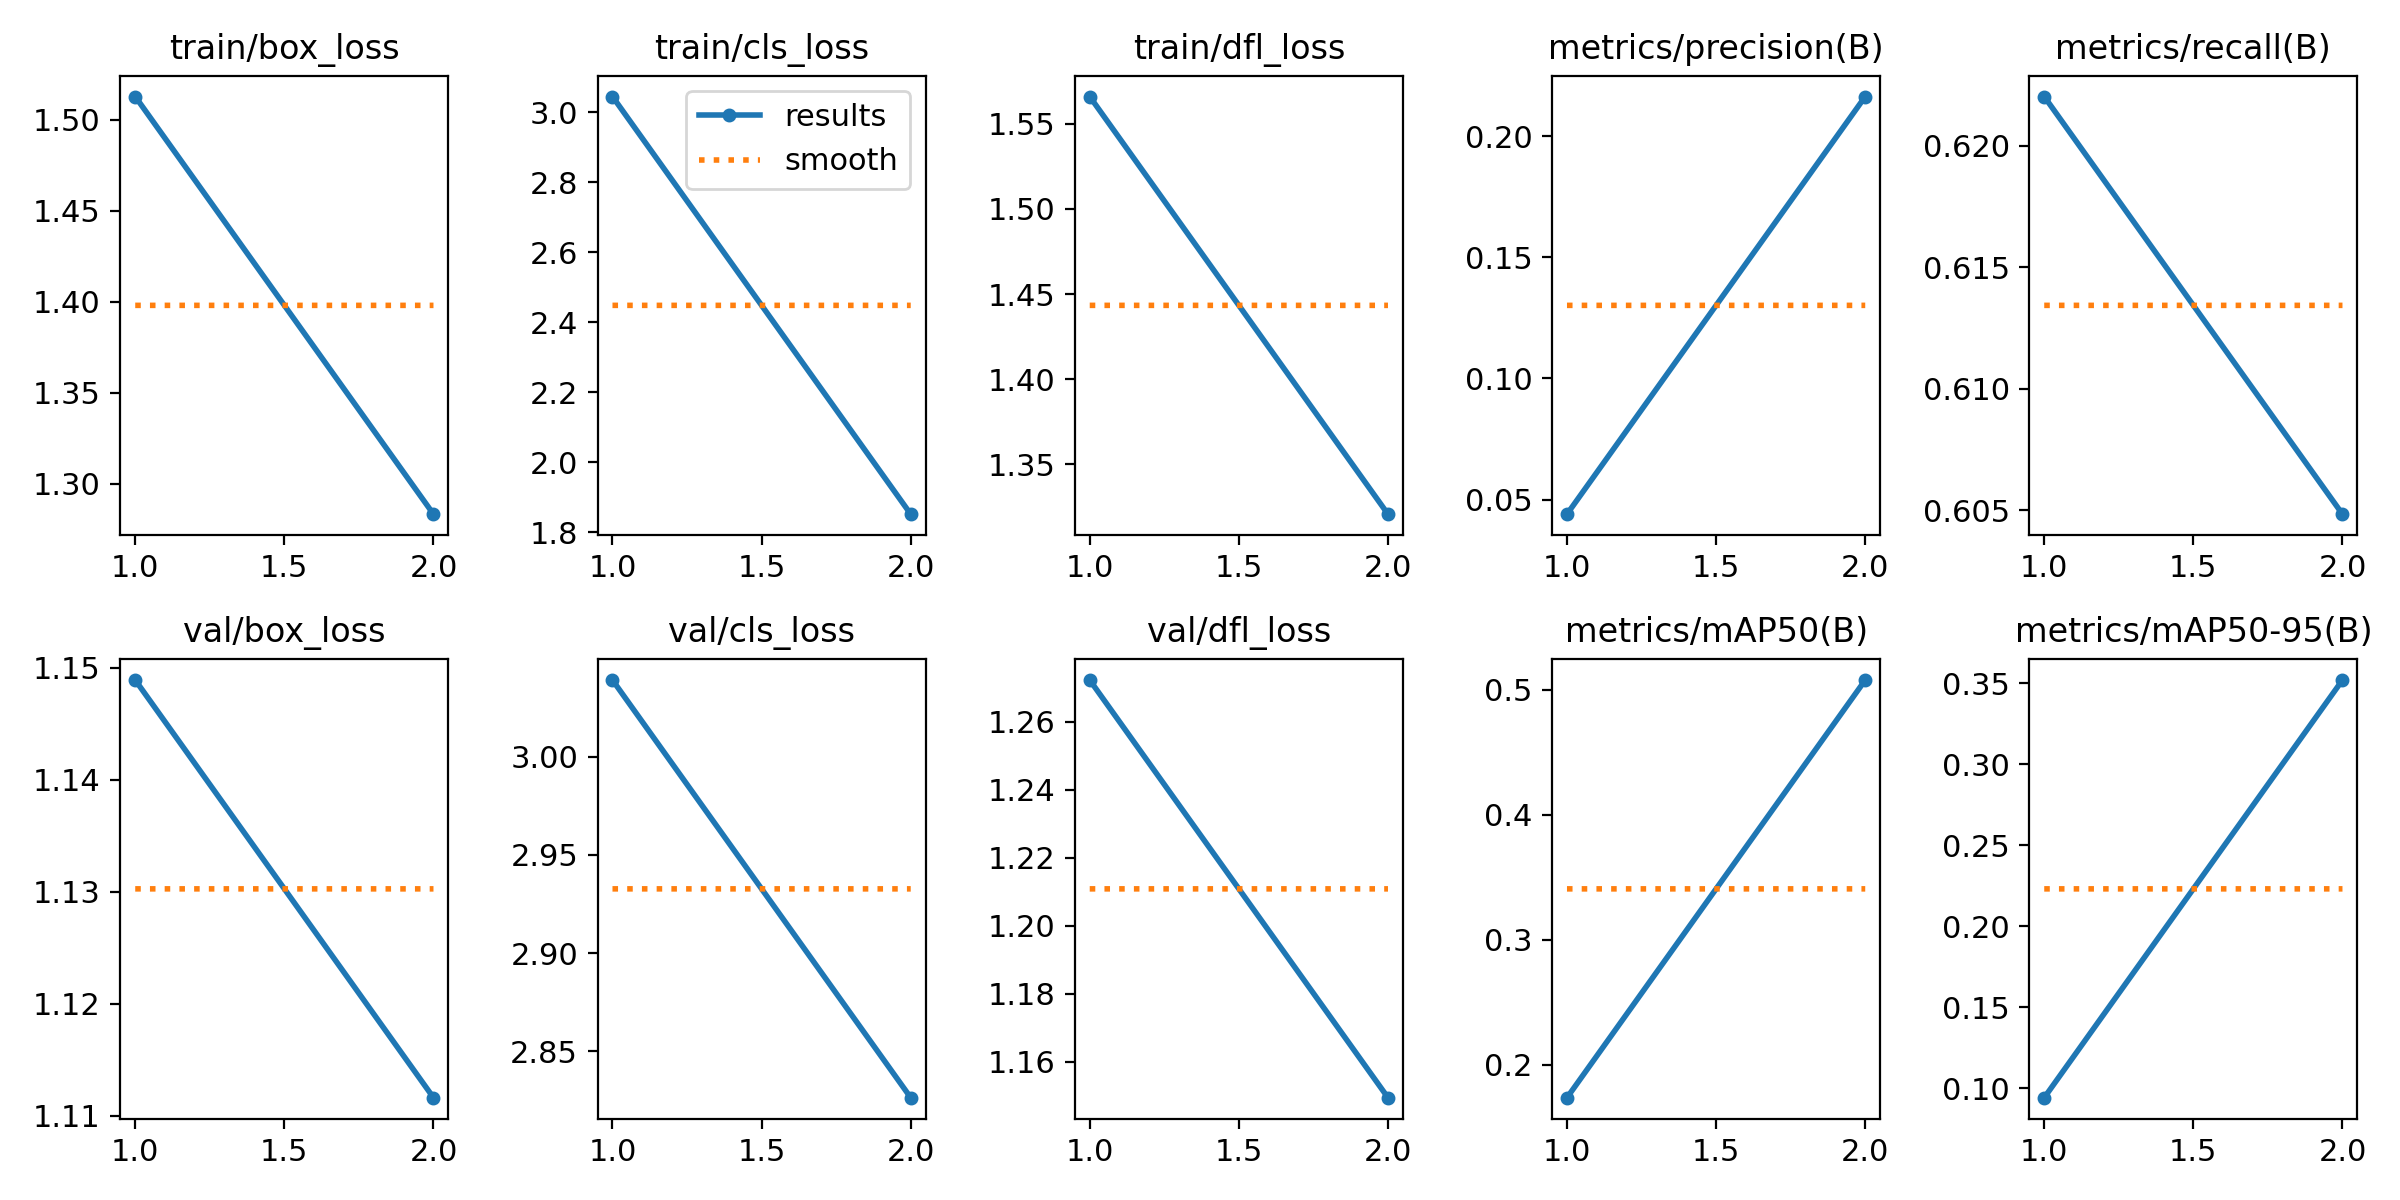 train/box_loss
train/cls_loss
train/dfl_loss
metrics/precision(B)
metrics/recall(B)
1.50
1.45
1.40
1.35
1.30
1.0 1.5 2.0
results
smooth
3.0
2.8
2.6
2.4
2.2
2.0
1.8
1.0 1.5 2.0
1.55
1.50
1.45
1.40
1.35
1.0 1.5 2.0
0.20
0.15
0.10
0.05
1.0 1.5 2.0
0.620
0.615
0.610
0.605
1.0 1.5 2.0
val/box_loss
val/cls_loss
val/dfl_loss
metrics/mAP50(B)
metrics/mAP50-95(B)
1.15
1.14
1.13
1.12
1.11
1.0 1.5 2.0
3.00
2.95
2.90
2.85
1.0 1.5 2.0
1.26
1.24
1.22
1.20
1.18
1.16
1.0 1.5 2.0
0.5
0.4
0.3
0.2
1.0 1.5 2.0
0.35
0.30
0.25
0.20
0.15
0.10
1.0 1.5 2.0